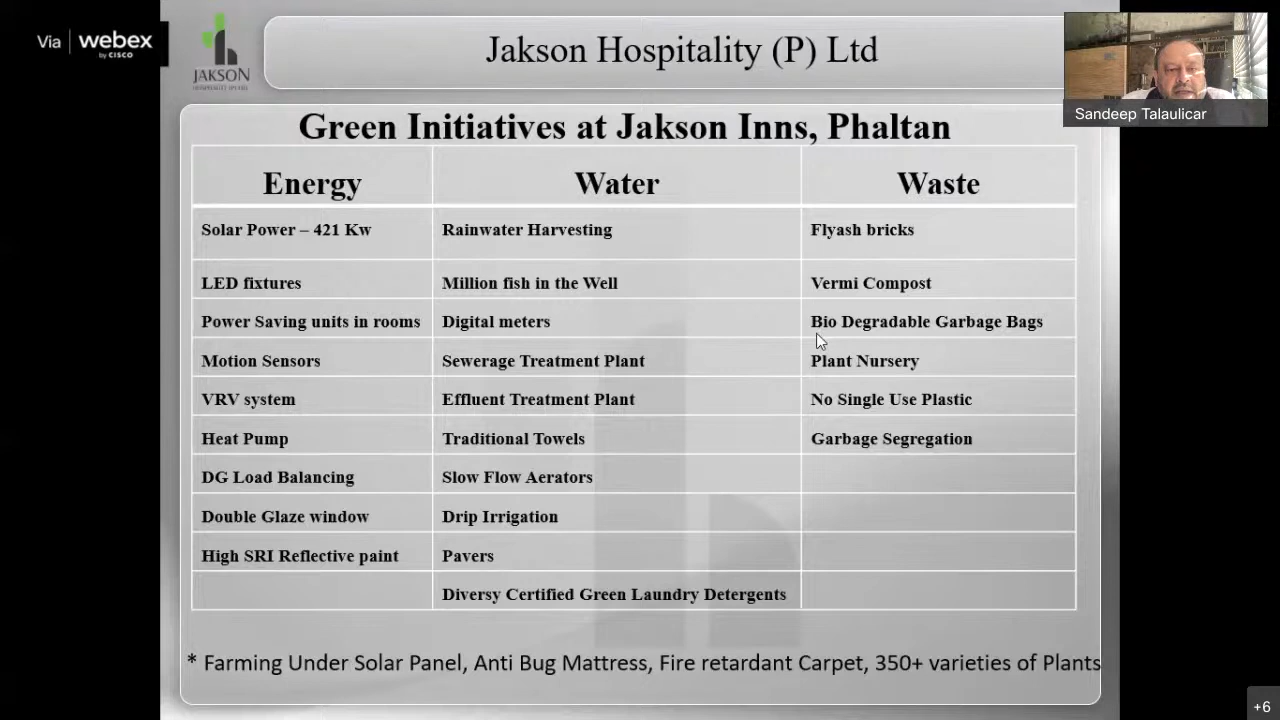 Via webex
by CISCO
JAKSON
Jakson Hospitality (P) Ltd
Sandeep Talaulicar
Green Initiatives at Jakson Inns, Phaltan
Energy Water Waste
Solar Power – 421 Kw Rainwater Harvesting Flyash bricks
LED fixtures Million fish in the Well Vermi Compost
Power Saving units in rooms Digital meters Bio Degradable Garbage Bags
Motion Sensors Sewerage Treatment Plant Plant Nursery
VRV system Effluent Treatment Plant No Single Use Plastic
Heat Pump Traditional Towels Garbage Segregation
DG Load Balancing Slow Flow Aerators
Double Glaze window Drip Irrigation
High SRI Reflective paint Pavers
Diversy Certified Green Laundry Detergents
* Farming Under Solar Panel, Anti Bug Mattress, Fire retardant Carpet, 350+ varieties of Plants
+6